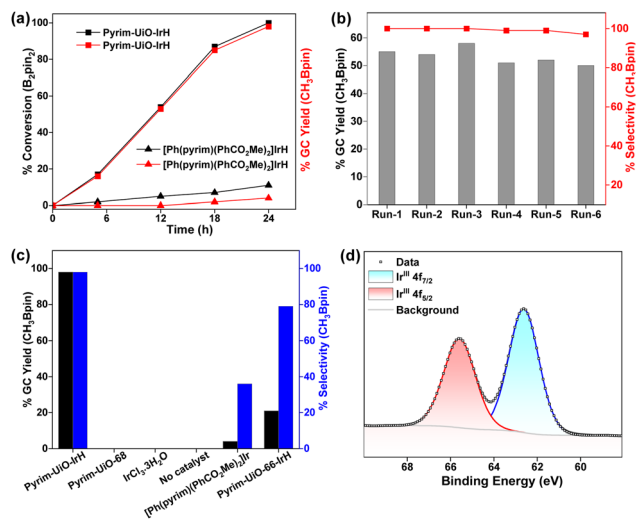 (a)
Pyrim-UiO-IrH
Pyrim-UiO-IrH
[Ph(pyrim)(PhCO2Me)2]IrH
[Ph(pyrim)(PhCO2Me)2]IrH
% Conversion (B2pin2)
% GC Yield (CH3Bpin)
100
80
60
40
20
0
0
6
12
18
24
Time (h)
(b)
% GC Yield (CH3Bpin)
% Selectivity (CH3Bpin)
60
50
40
30
20
10
0
100
80
60
40
20
Run-1
Run-2
Run-3
Run-4
Run-5
Run-6
(c)
% GC Yield (CH3Bpin)
% Selectivity (CH3Bpin)
100
80
60
40
20
0
100
80
60
40
20
0
Pyrim-UiO-IrH
Pyrim-UiO-68
IrCl3.3H2O
No catalyst
[Ph(pyrim)(PhCO2Me)2]Ir
Pyrim-UiO-66-IrH
(d)
Data
IrIII 4f7/2
IrIII 4f5/2
Background
68
66
64
62
60
Binding Energy (eV)